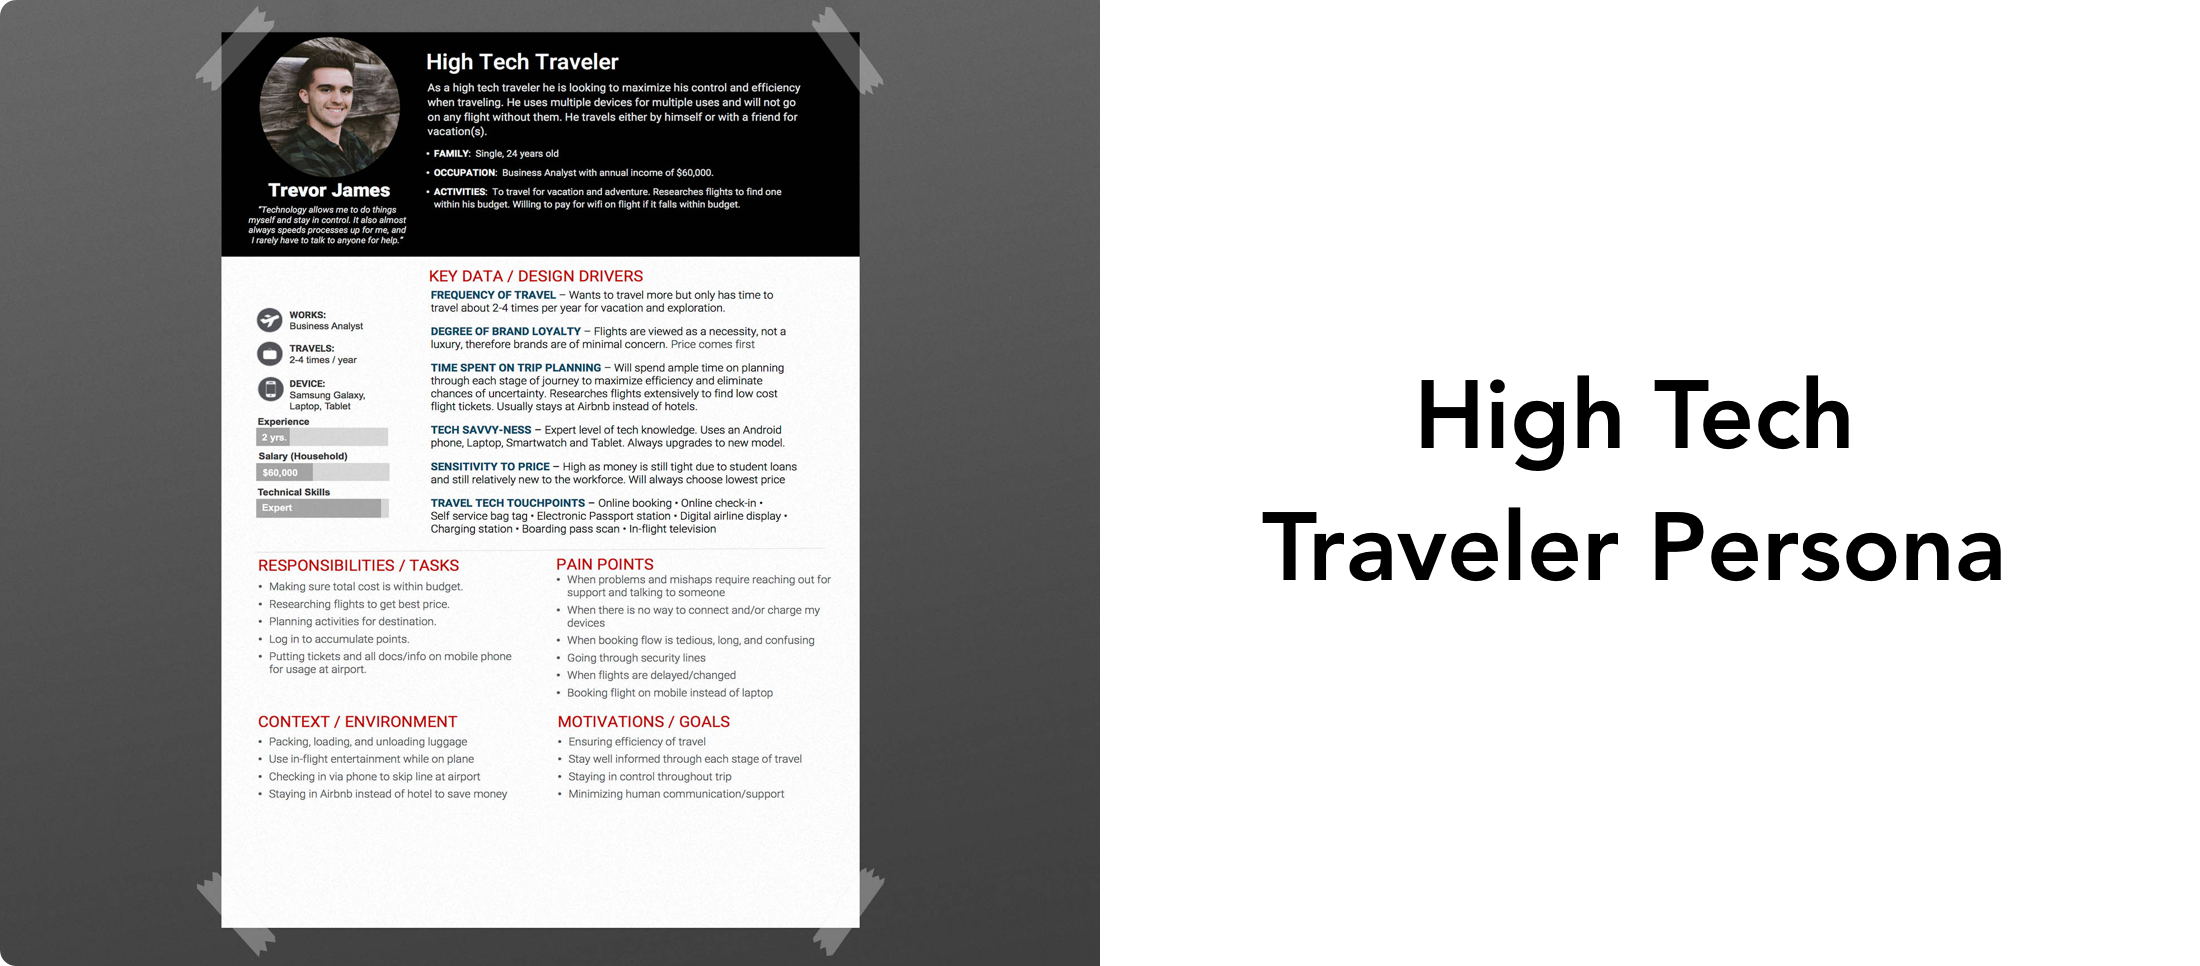 High Tech Traveler
As a high tech traveler he is looking to maximize his control and efficiency
when traveling. He uses multiple devices for multiple uses and will not go
on any flight without them. He travels either by himself or with a friend for
vacation(s).
• FAMILY: Single, 24 years old
• OCCUPATION: Business Analyst with annual income of $60,000.
• ACTIVITIES: To travel for vacation and adventure. Researches flights to find one
within his budget. Willing to pay for wifi on flight if it falls within budget.
Trevor James
"Technology allows me to do things
myself and stay in control. It also almost
always speeds processes up for me, and
I rarely have to talk to anyone for help."
WORKS:
Business Analyst
TRAVELS:
2-4 times / year
DEVICE:
Samsung Galaxy,
Laptop, Tablet
Experience
2 yrs.
Salary (Household)
$60,000
Technical Skills
Expert
KEY DATA / DESIGN DRIVERS
FREQUENCY OF TRAVEL – Wants to travel more but only has time to
travel about 2-4 times per year for vacation and exploration.
DEGREE OF BRAND LOYALTY – Flights are viewed as a necessity, not a
luxury, therefore brands are of minimal concern. Price comes first
TIME SPENT ON TRIP PLANNING – Will spend ample time on planning
through each stage of journey to maximize efficiency and eliminate
chances of uncertainty. Researches flights extensively to find low cost
flight tickets. Usually stays at Airbnb instead of hotels.
TECH SAVVY-NESS – Expert level of tech knowledge. Uses an Android
phone, Laptop, Smartwatch and Tablet. Always upgrades to new model.
SENSITIVITY TO PRICE – High as money is still tight due to student loans
and still relatively new to the workforce. Will always choose lowest price
TRAVEL TECH TOUCHPOINTS – Online booking • Online check-in •
Self service bag tag • Electronic Passport station • Digital airline display •
Charging station • Boarding pass scan • In-flight television
RESPONSIBILITIES / TASKS
• Making sure total cost is within budget.
• Researching flights to get best price.
• Planning activities for destination.
• Log in to accumulate points.
• Putting tickets and all docs/info on mobile phone
for usage at airport.
PAIN POINTS
• When problems and mishaps require reaching out for
support and talking to someone
• When there is no way to connect and/or charge my
devices
• When booking flow is tedious, long, and confusing
• Going through security lines
• When flights are delayed/changed
• Booking flight on mobile instead of laptop
CONTEXT / ENVIRONMENT
• Packing, loading, and unloading luggage
• Use in-flight entertainment while on plane
• Checking in via phone to skip line at airport
• Staying in Airbnb instead of hotel to save money
MOTIVATIONS / GOALS
• Ensuring efficiency of travel
• Stay well informed through each stage of travel
• Staying in control throughout trip
• Minimizing human communication/support
High Tech
Traveler Persona